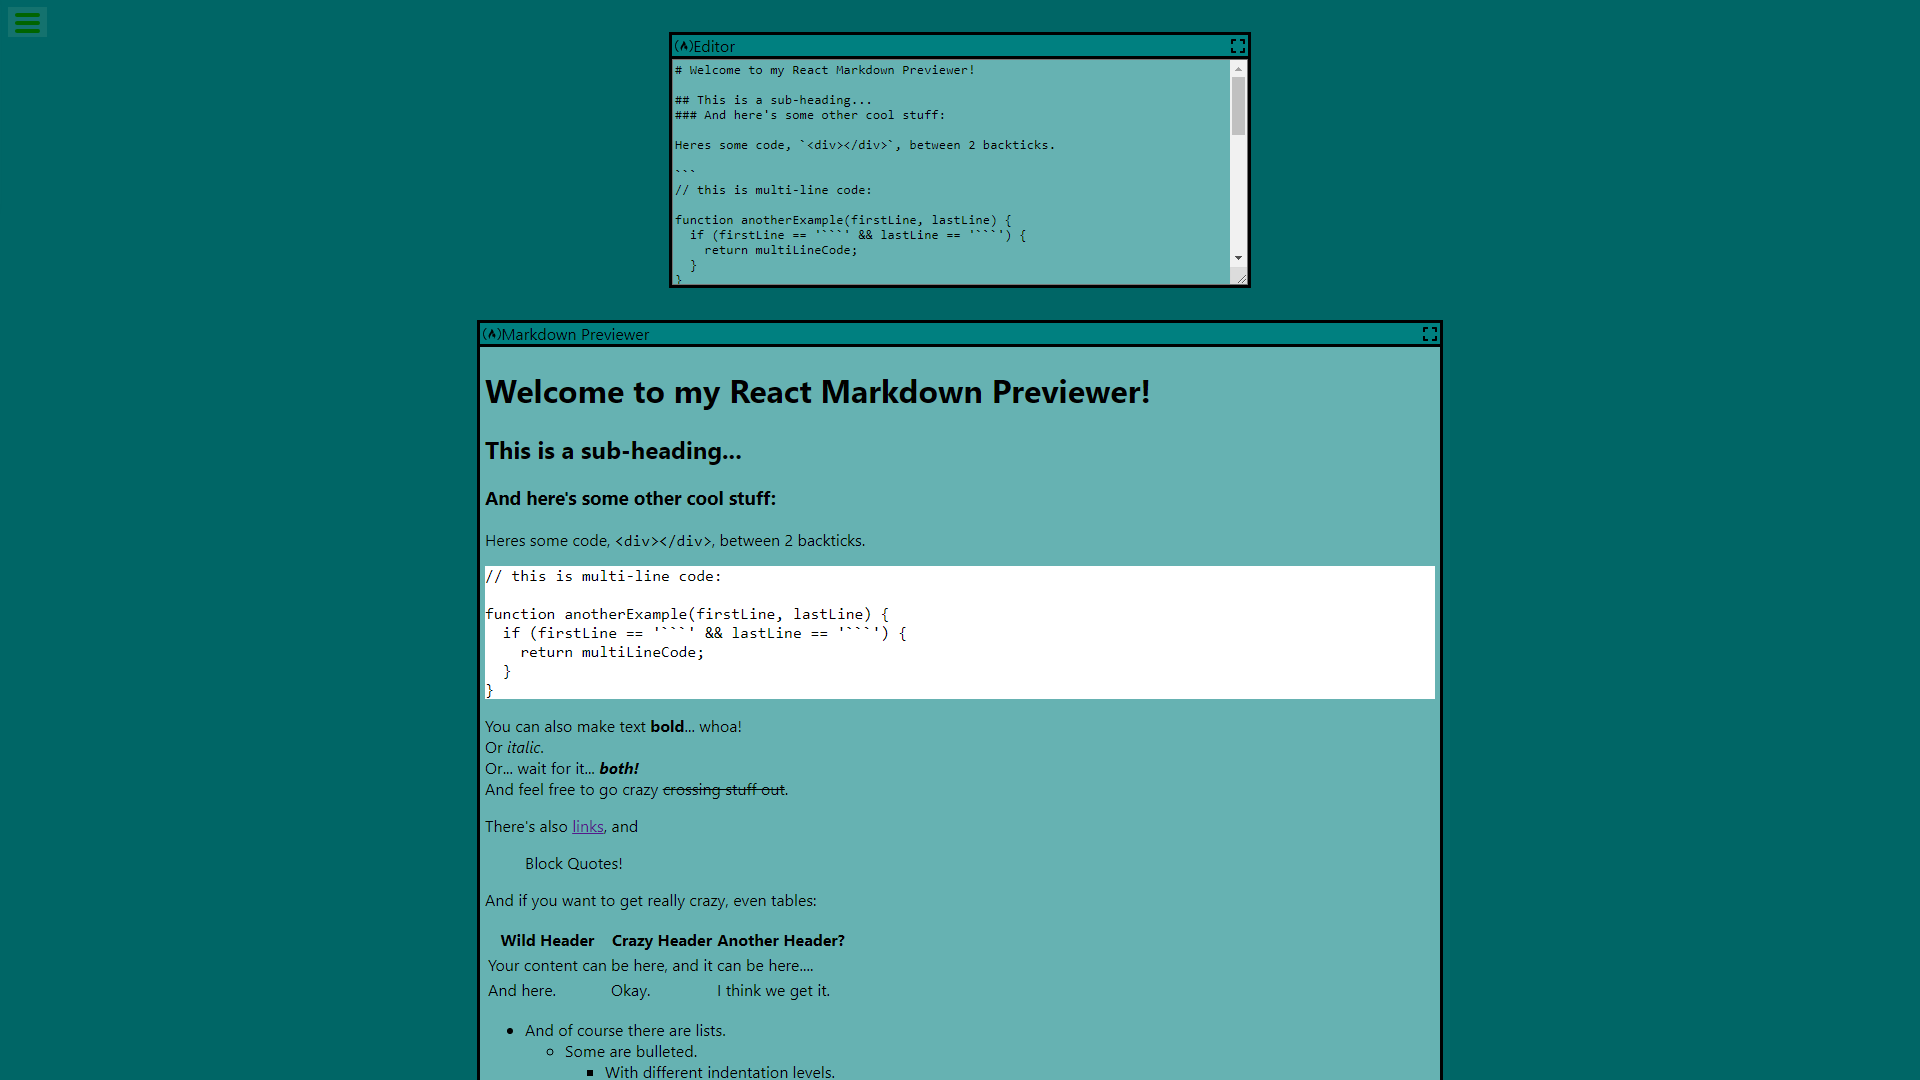 Editor
# Welcome to my React Markdown Previewer!
## This is a sub-heading...
### And here's some other cool stuff:
Heres some code, `<div></div>`, between 2 backticks.
```
// this is multi-line code:
function anotherExample(firstLine, lastLine) {
  if (firstLine == '```' && lastLine == '```') {
    return multiLineCode;
  }
}
Markdown Previewer
Welcome to my React Markdown Previewer!
This is a sub-heading...
And here's some other cool stuff:
Heres some code, <div></div>, between 2 backticks.
// this is multi-line code:
function anotherExample(firstLine, lastLine) {
  if (firstLine == '```' && lastLine == '```') {
    return multiLineCode;
  }
}
You can also make text bold... whoa!
Or italic.
Or... wait for it... both!
And feel free to go crazy crossing stuff out.
There's also links, and
Block Quotes!
And if you want to get really crazy, even tables:
Wild Header Crazy Header Another Header?
Your content can be here, and it can be here....
And here. Okay. I think we get it.
And of course there are lists.
Some are bulleted.
With different indentation levels.